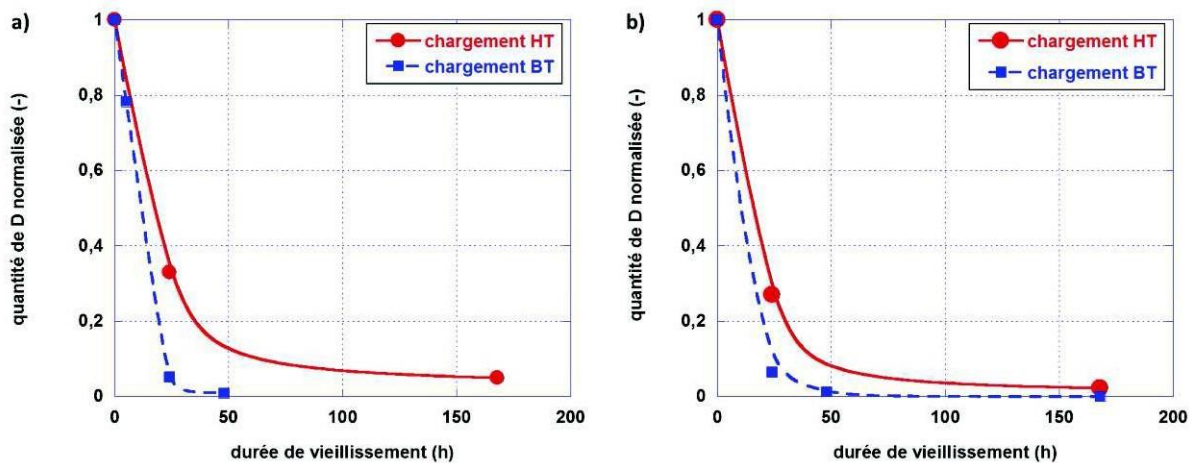 a)
quantité de D normalisée (-)
1
0,8
0,6
0,4
0,2
0
chargement HT
chargement BT
0 50 100 150 200
durée de vieillissement (h)
b)
quantité de D normalisée (-)
1
0,8
0,6
0,4
0,2
0
chargement HT
chargement BT
0 50 100 150 200
durée de vieillissement (h)